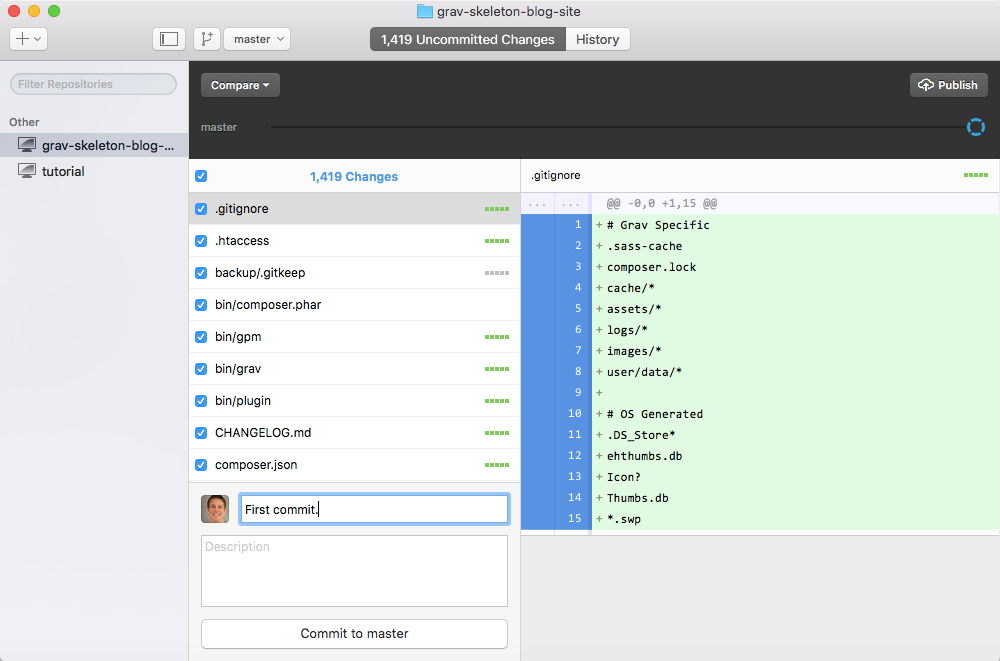 grav-skeleton-blog-site
master
1,419 Uncommitted Changes
History
Filter Repositories
Compare
Publish
Other
master
grav-skeleton-blog-...
tutorial
1,419 Changes
.gitignore
.htaccess
backup/.gitkeep
bin/composer.phar
bin/gpm
bin/grav
bin/plugin
CHANGELOG.md
composer.json
First commit.
Description
Commit to master
.gitignore
... ... @@ -0,0 +1,15 @@
1 +# Grav Specific
2 +.sass-cache
3 +composer.lock
4 +cache/*
5 +assets/*
6 +logs/*
7 +images/*
8 +user/data/*
9 +
10 +# OS Generated
11 +.DS_Store*
12 +ehthumbs.db
13 +Icon?
14 +Thumbs.db
15 +*.swp